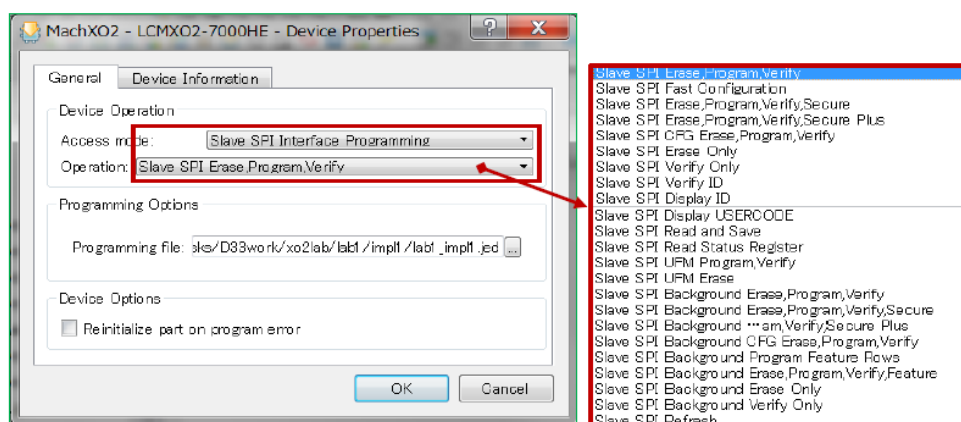 MachXO2 - LCMXO2-7000HE - Device Properties
General
Device Information
Device Operation
Access mode:
Slave SPI Interface Programming
Operation:
Slave SPI Erase,Program,Verify
Programming Options
Programming file:
sks/D33work/xo2lab/lab1/impl1/lab1_impl1.jed
...
Device Options
Reinitialize part on program error
OK
Cancel
Slave SPI Erase,Program,Verify
Slave SPI Fast Configuration
Slave SPI Erase,Program,Verify,Secure
Slave SPI Erase,Program,Verify,Secure Plus
Slave SPI CFG Erase,Program,Verify
Slave SPI Erase Only
Slave SPI Verify Only
Slave SPI Verify ID
Slave SPI Display ID
Slave SPI Display USERCODE
Slave SPI Read and Save
Slave SPI Read Status Register
Slave SPI UFM Program,Verify
Slave SPI UFM Erase
Slave SPI Background Erase,Program,Verify
Slave SPI Background Erase,Program,Verify,Secure
Slave SPI Background ···am,Verify,Secure Plus
Slave SPI Background CFG Erase,Program,Verify
Slave SPI Background Program Feature Rows
Slave SPI Background Erase,Program,Verify,Feature
Slave SPI Background Erase Only
Slave SPI Background Verify Only
Slave SPI Refresh